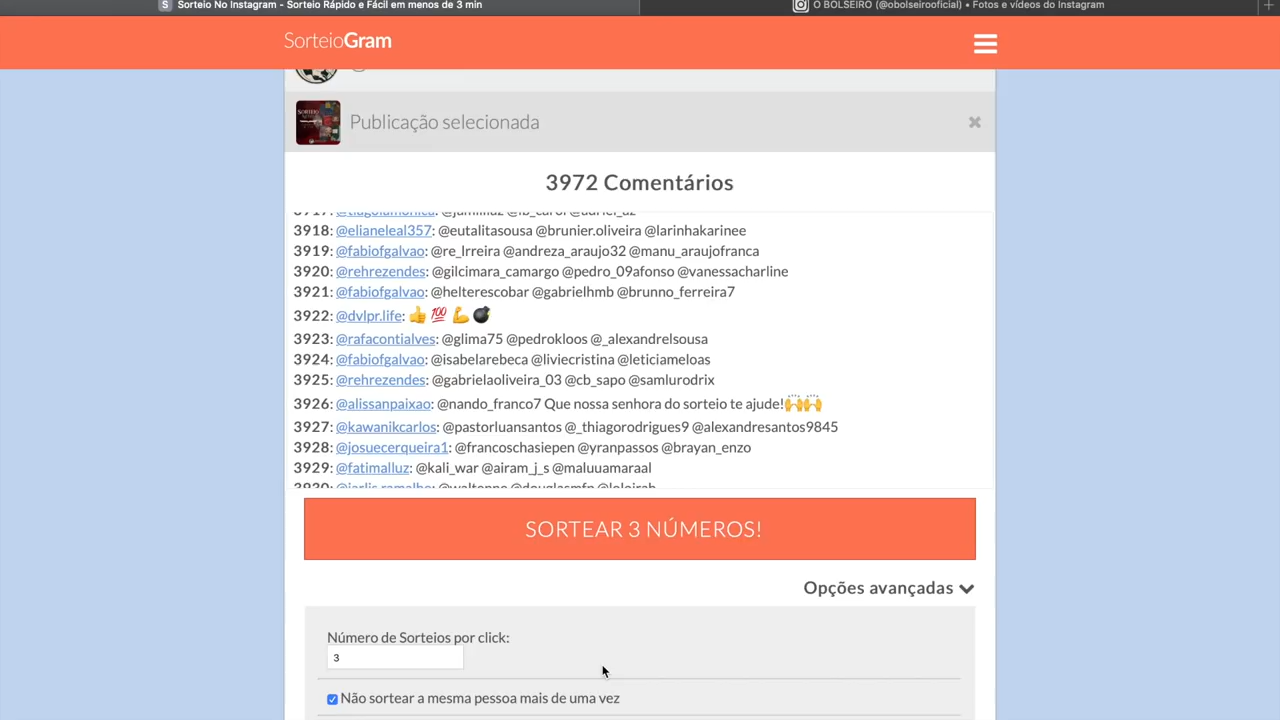 Sorteio No Instagram - Sorteio Rápido e Fácil em menos de 3 min
O BOLSEIRO (@obolseirooficial) • Fotos e vídeos do Instagram
SorteioGram
SORTEIO
Publicação selecionada
3972 Comentários
3918: @elianeleal357: @eutalitasousa @brunier.oliveira @larinhakarinee
3919: @fabiofgalvao: @re_lrreira @andreza_araujo32 @manu_araujofranca
3920: @rehrezendes: @gilcimara_camargo @pedro_09afonso @vanessacharline
3921: @fabiofgalvao: @helterescobar @gabrielhmb @brunno_ferreira7
3922: @dvlpr.life: 👍 💯 💪 💣
3923: @rafacontialves: @glima75 @pedrokloos @_alexandrelsousa
3924: @fabiofgalvao: @isabelarebeca @liviecristina @leticiameloas
3925: @rehrezendes: @gabrielaoliveira_03 @cb_sapo @samlurodrix
3926: @alissanpaixao: @nando_franco7 Que nossa senhora do sorteio te ajude!🙌🙌
3927: @kawanikcarlos: @pastorluansantos @_thiagorodrigues9 @alexandresantos9845
3928: @josuecerqueira1: @francoschasiepen @yranpassos @brayan_enzo
3929: @fatimalluz: @kali_war @airam_j_s @maluuamaraal
SORTEAR 3 NÚMEROS!
Opções avançadas
Número de Sorteios por click:
3
Não sortear a mesma pessoa mais de uma vez